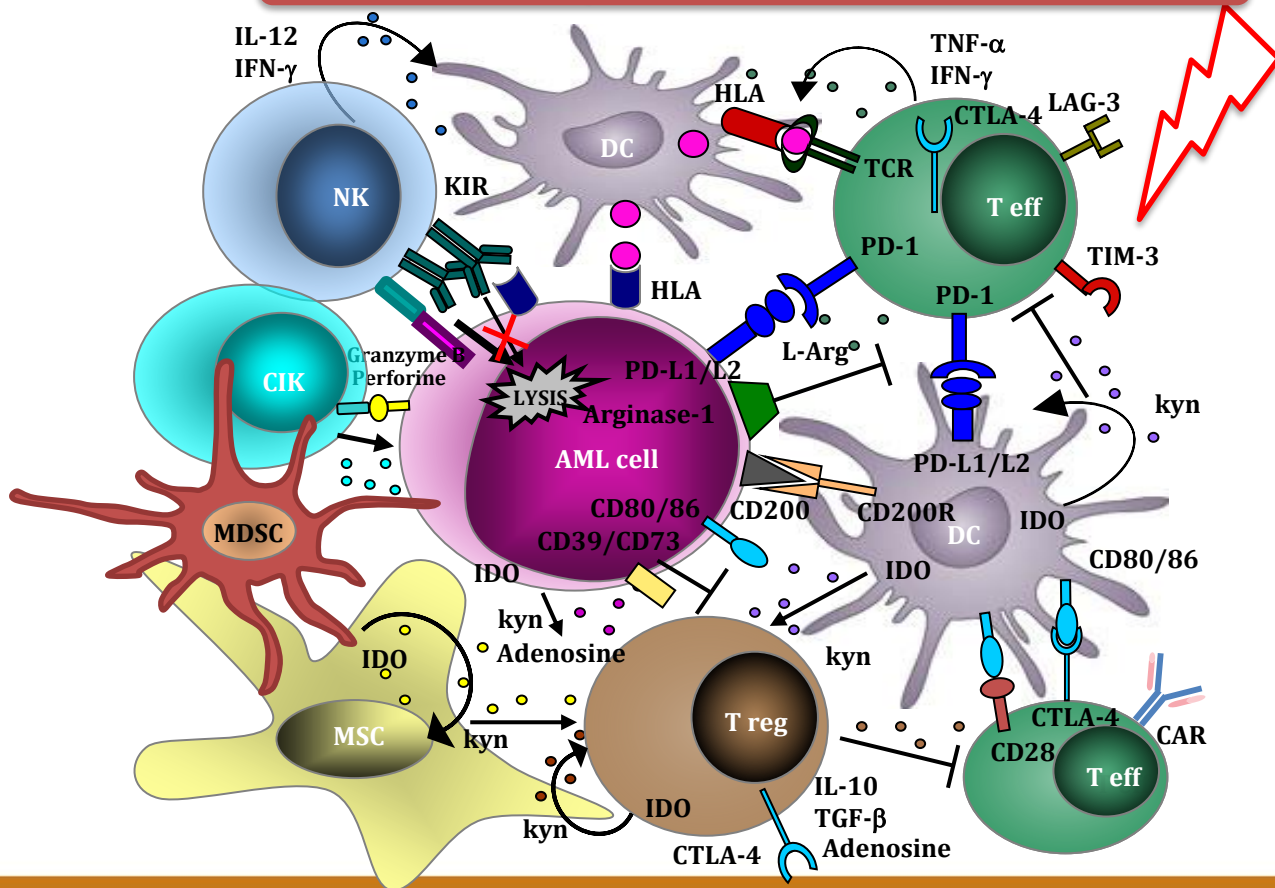 IL-12
IFN-γ
TNF-α
IFN-γ
HLA
CTLA-4
LAG-3
DC
TCR
NK
KIR
T eff
PD-1
TIM-3
HLA
PD-1
L-Arg
Granzyme B
Perforine
CIK
PD-L1/L2
LYSIS
Arginase-1
kyn
AML cell
PD-L1/L2
CD80/86
CD200
CD200R
IDO
MDSC
CD39/CD73
DC
CD80/86
IDO
IDO
kyn
Adenosine
kyn
IDO
MSC
kyn
T reg
CTLA-4
CAR
CD28
T eff
IDO
IL-10
TGF-β
Adenosine
kyn
CTLA-4